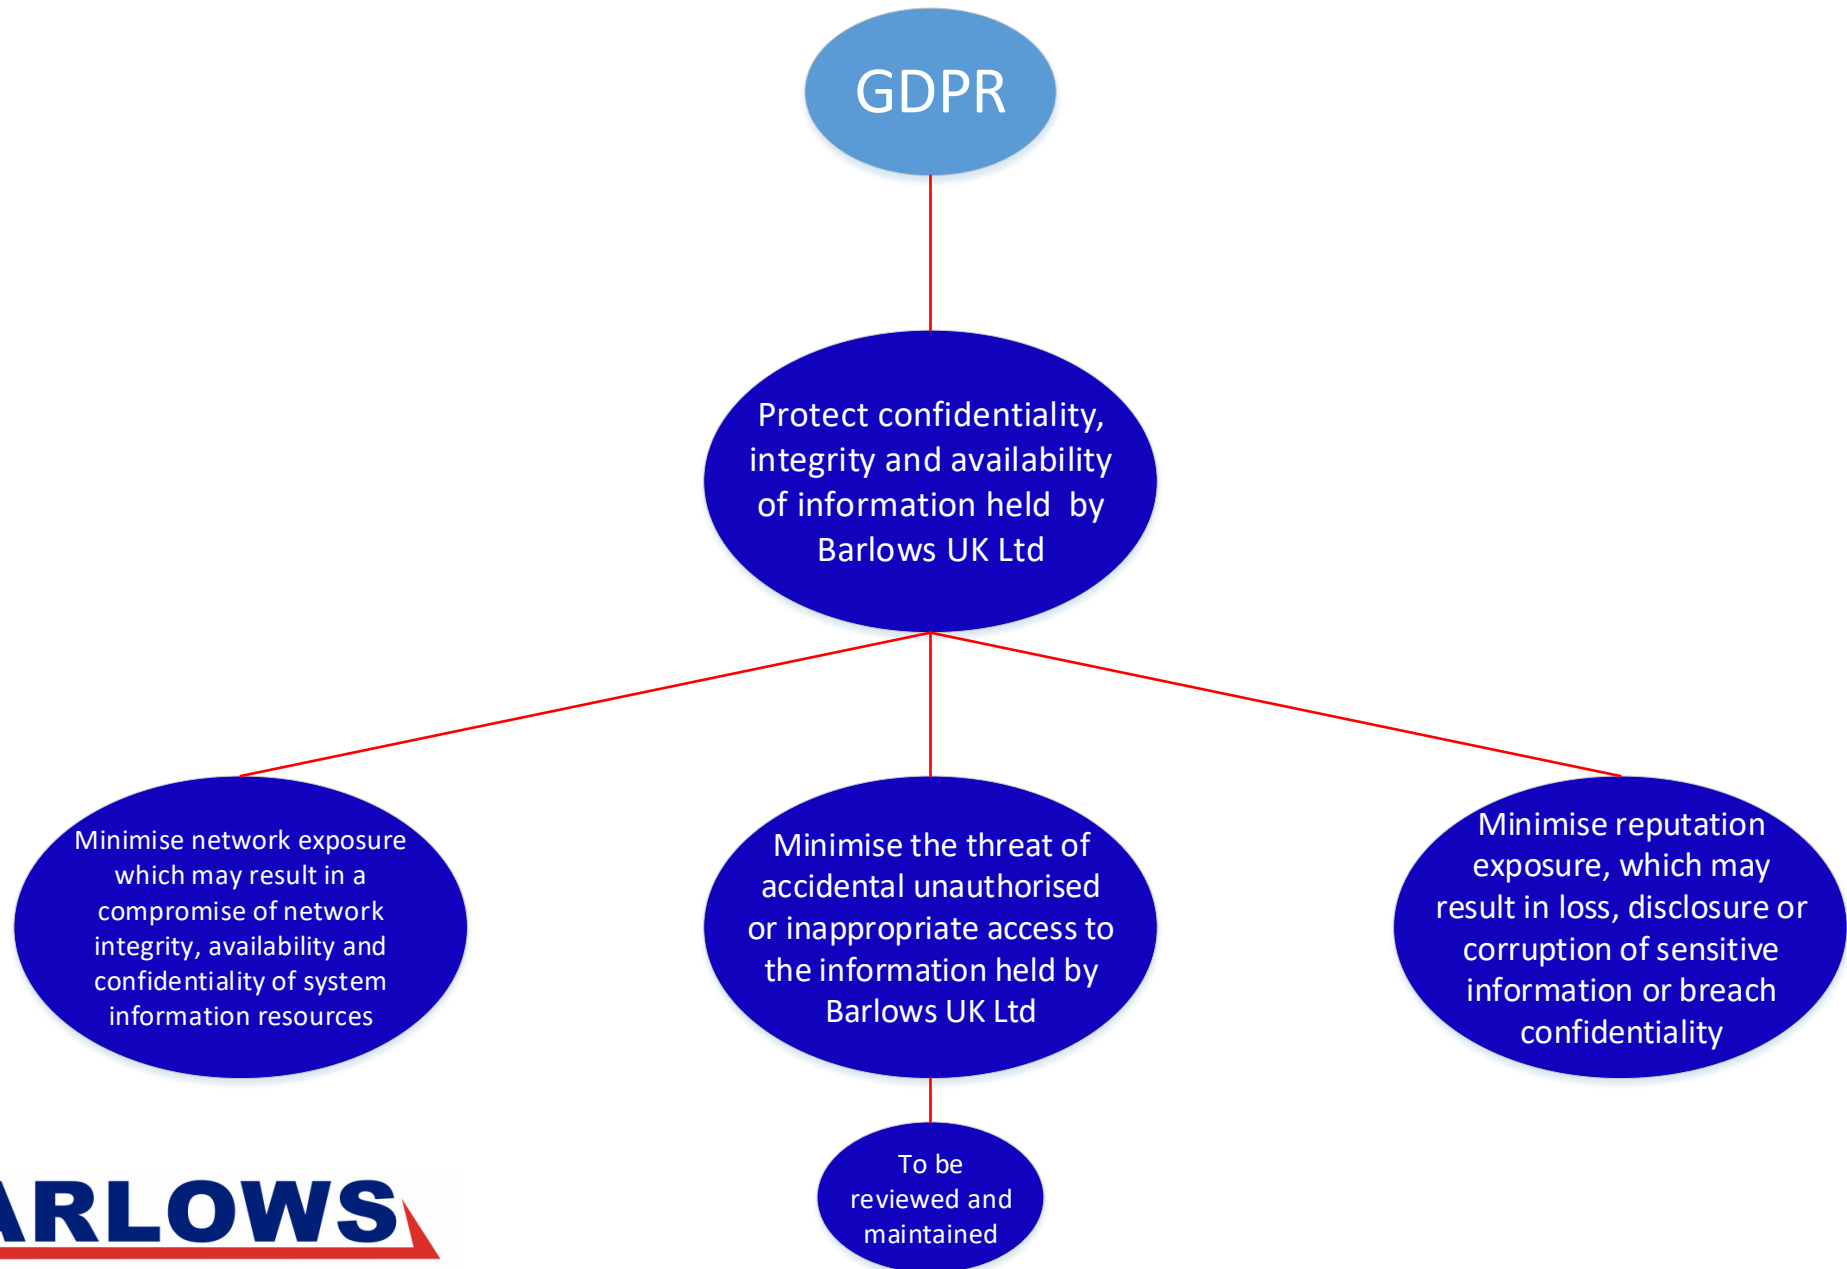 GDPR
Protect confidentiality,
integrity and availability
of information held  by
Barlows UK Ltd
Minimise network exposure
which may result in a
compromise of network
integrity, availability and
confidentiality of system
information resources
Minimise the threat of
accidental unauthorised
or inappropriate access to
the information held by
Barlows UK Ltd
Minimise reputation
exposure, which may
result in loss, disclosure or
corruption of sensitive
information or breach
confidentiality
To be
reviewed and
maintained
ARLOWS